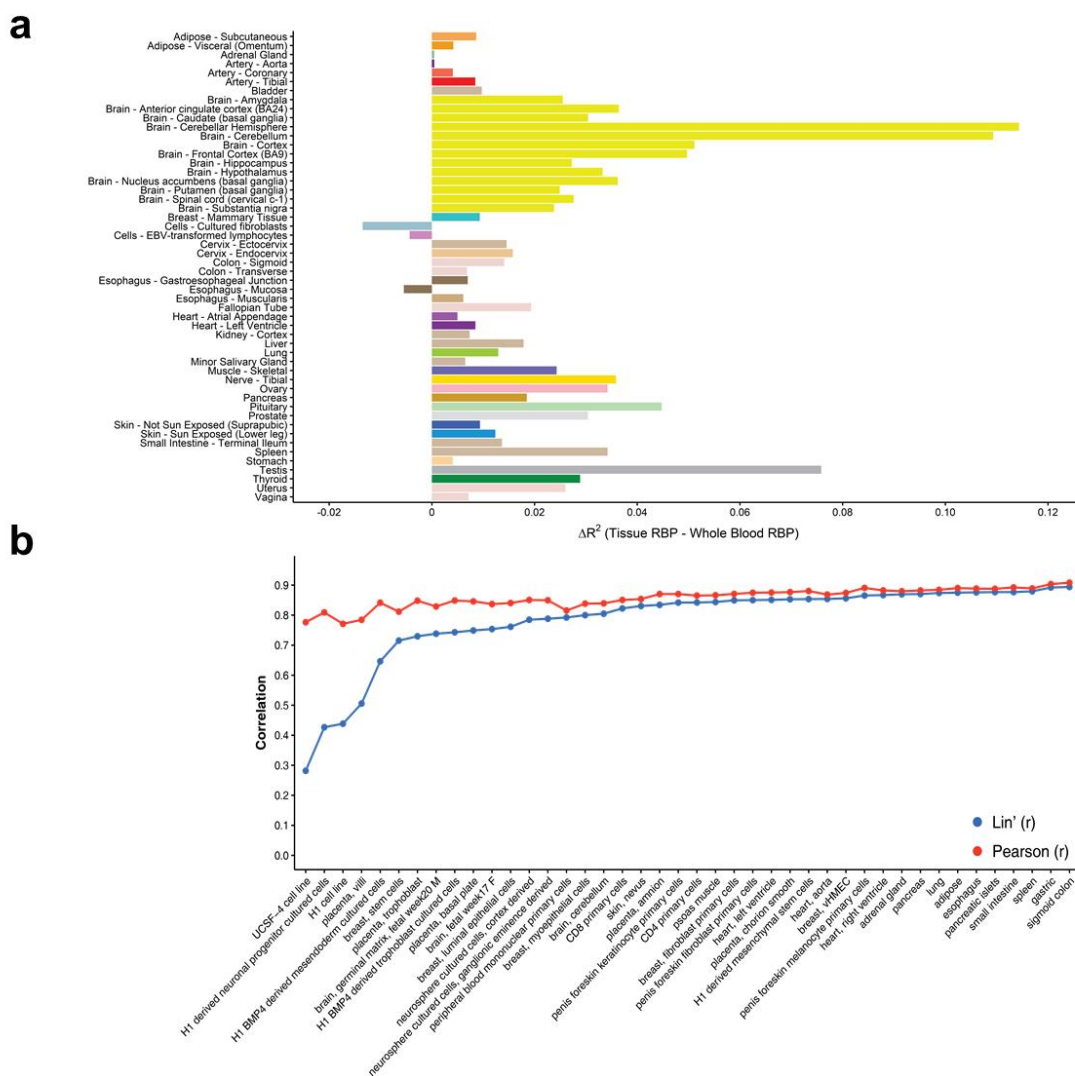 a
Adipose - Subcutaneous
Adipose - Visceral (Omentum)
Adrenal Gland
Artery - Aorta
Artery - Coronary
Artery - Tibial
Bladder
Brain - Amygdala
Brain - Anterior cingulate cortex (BA24)
Brain - Caudate (basal ganglia)
Brain - Cerebellar Hemisphere
Brain - Cerebellum
Brain - Cortex
Brain - Frontal Cortex (BA9)
Brain - Hippocampus
Brain - Hypothalamus
Brain - Nucleus accumbens (basal ganglia)
Brain - Putamen (basal ganglia)
Brain - Spinal cord (cervical c-1)
Brain - Substantia nigra
Breast - Mammary Tissue
Cells - Cultured fibroblasts
Cells - EBV-transformed lymphocytes
Cervix - Ectocervix
Cervix - Endocervix
Colon - Sigmoid
Colon - Transverse
Esophagus - Gastroesophageal Junction
Esophagus - Mucosa
Esophagus - Muscularis
Fallopian Tube
Heart - Atrial Appendage
Heart - Left Ventricle
Kidney - Cortex
Liver
Lung
Minor Salivary Gland
Muscle - Skeletal
Nerve - Tibial
Ovary
Pancreas
Pituitary
Prostate
Skin - Not Sun Exposed (Suprapubic)
Skin - Sun Exposed (Lower leg)
Small Intestine - Terminal Ileum
Spleen
Stomach
Testis
Thyroid
Uterus
Vagina
-0.02 0 0.02 0.04 0.06 0.08 0.10 0.12
ΔR² (Tissue RBP - Whole Blood RBP)
b
Correlation
0.9
0.8
0.7
0.6
0.5
0.4
0.3
0.2
0.1
0.0
Lin' (r)
Pearson (r)
UCSF-4 cell line
H1 derived neuronal progenitor cultured cells
H1 cell line
placenta, villi
H1 BMP4 derived mesendoderm cultured cells
breast, stem cells
placenta, trophoblast
brain, germinal matrix, fetal week20 M
H1 BMP4 derived trophoblast cultured cells
placenta, basal plate
brain, fetal week17 F
breast, luminal epithelial cells
neurosphere cultured cells, cortex derived
neurosphere cultured cells, ganglionic eminence derived
peripheral blood mononuclear primary cells
breast, myoepithelial cells
brain, cerebellum
CD8 primary cells
skin, nevus
placenta, amnion
penis foreskin keratinocyte primary cells
CD4 primary cells
psoas muscle
breast, fibroblast primary cells
penis foreskin fibroblast primary cells
heart, left ventricle
placenta, chorion smooth
H1 derived mesenchymal stem cells
heart, aorta
breast, vHMEC
penis foreskin melanocyte primary cells
heart, right ventricle
adrenal gland
pancreas
lung
adipose
esophagus
pancreatic islets
small intestine
spleen
gastric
sigmoid colon